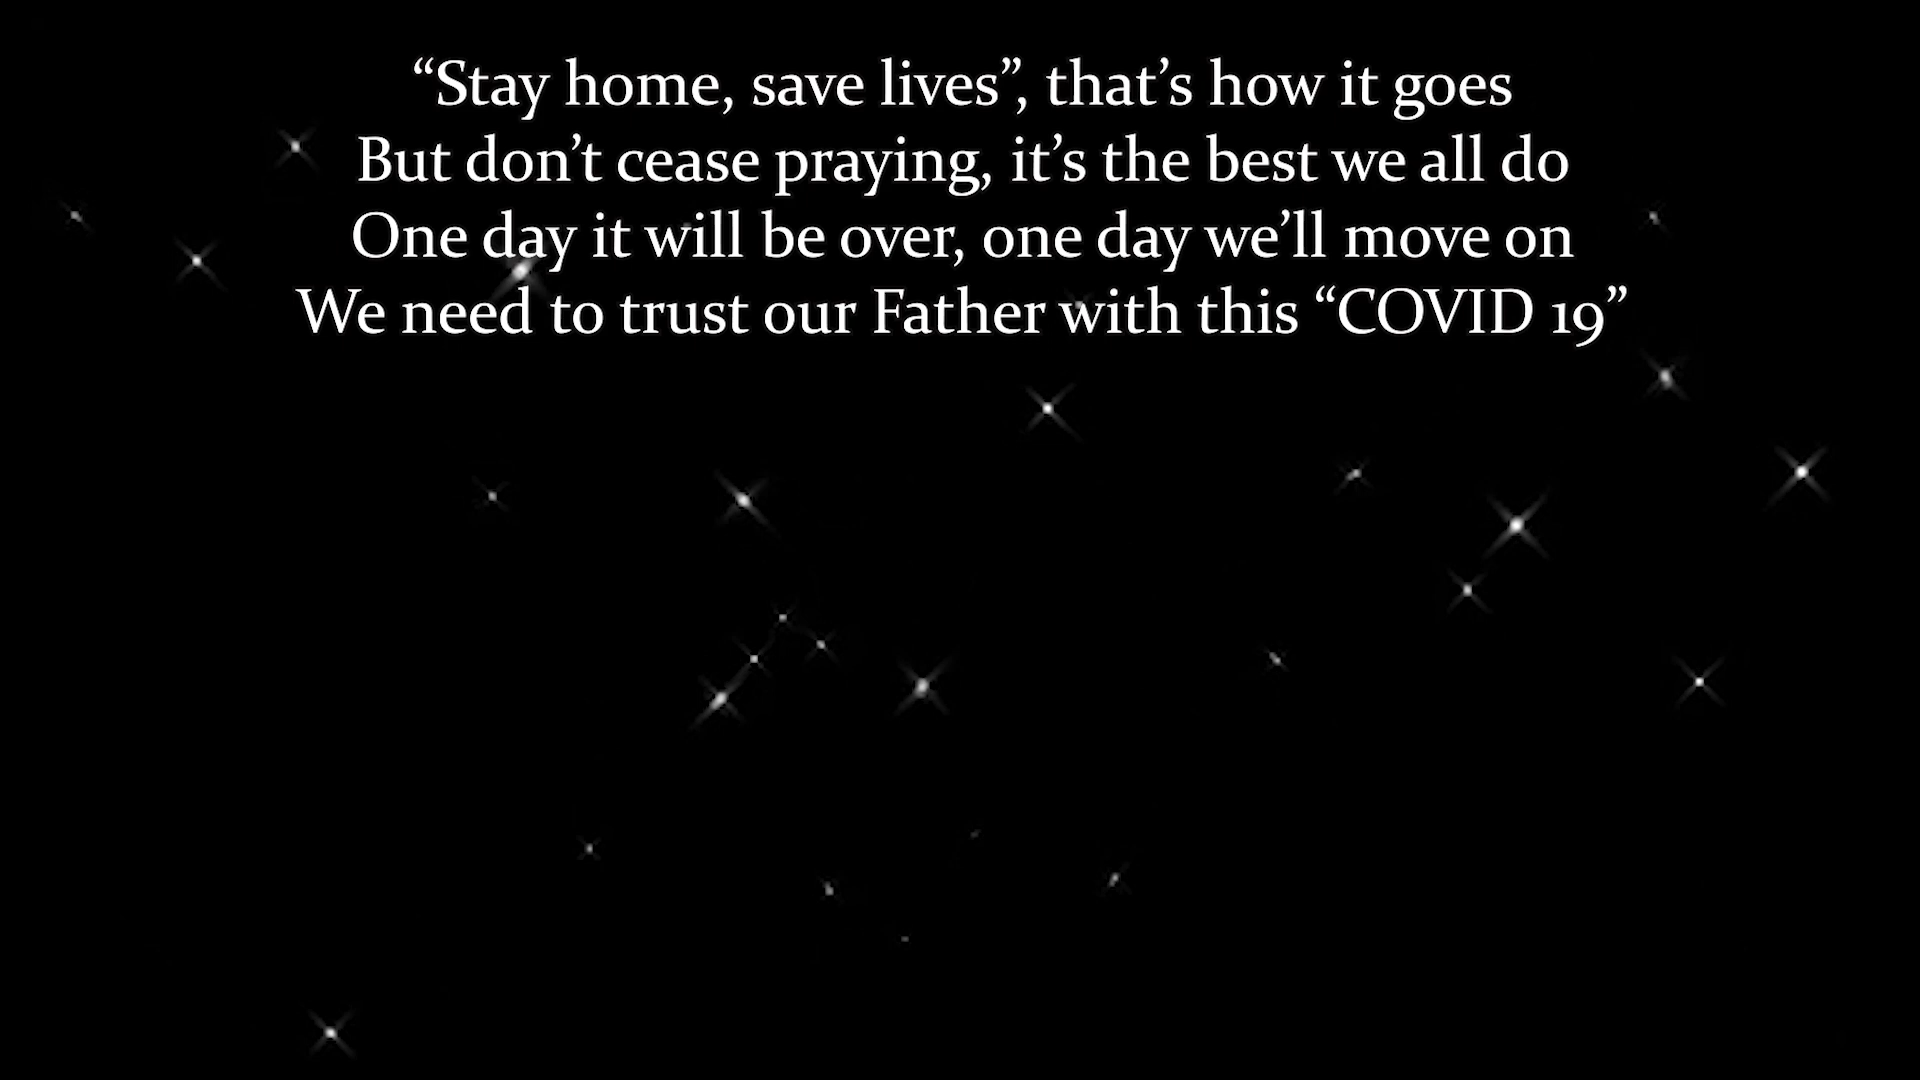 “Stay home, save lives”, that’s how it goes
But don’t cease praying, it’s the best we all do
One day it will be over, one day we’ll move on
We need to trust our Father with this “COVID 19”